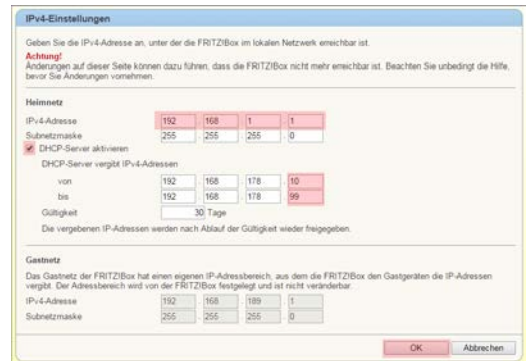 IPv4-Einstellungen
Geben Sie die IPv4-Adresse an, unter der die FRITZ!Box im lokalen Netzwerk erreichbar ist.
Achtung!
Änderungen auf dieser Seite können dazu führen, dass die FRITZ!Box nicht mehr erreichbar ist. Beachten Sie unbedingt die Hilfe,
bevor Sie Änderungen vornehmen.
Heimnetz
IPv4-Adresse 192 . 168 . 1 . 1
Subnetzmaske 255 . 255 . 255 . 0
DHCP-Server aktivieren
DHCP-Server vergibt IPv4-Adressen
von 192 . 168 . 178 . 10
bis 192 . 168 . 178 . 99
Gültigkeit 30 Tage
Die vergebenen IP-Adressen werden nach Ablauf der Gültigkeit wieder freigegeben.
Gastnetz
Das Gastnetz der FRITZ!Box hat einen eigenen IP-Adressbereich, aus dem die FRITZ!Box den Gastgeräten die IP-Adressen
vergibt. Der Adressbereich wird von der FRITZ!Box festgelegt und ist nicht veränderbar.
IPv4-Adresse 192 . 168 . 189 . 1
Subnetzmaske 255 . 255 . 255 . 0
OK Abbrechen